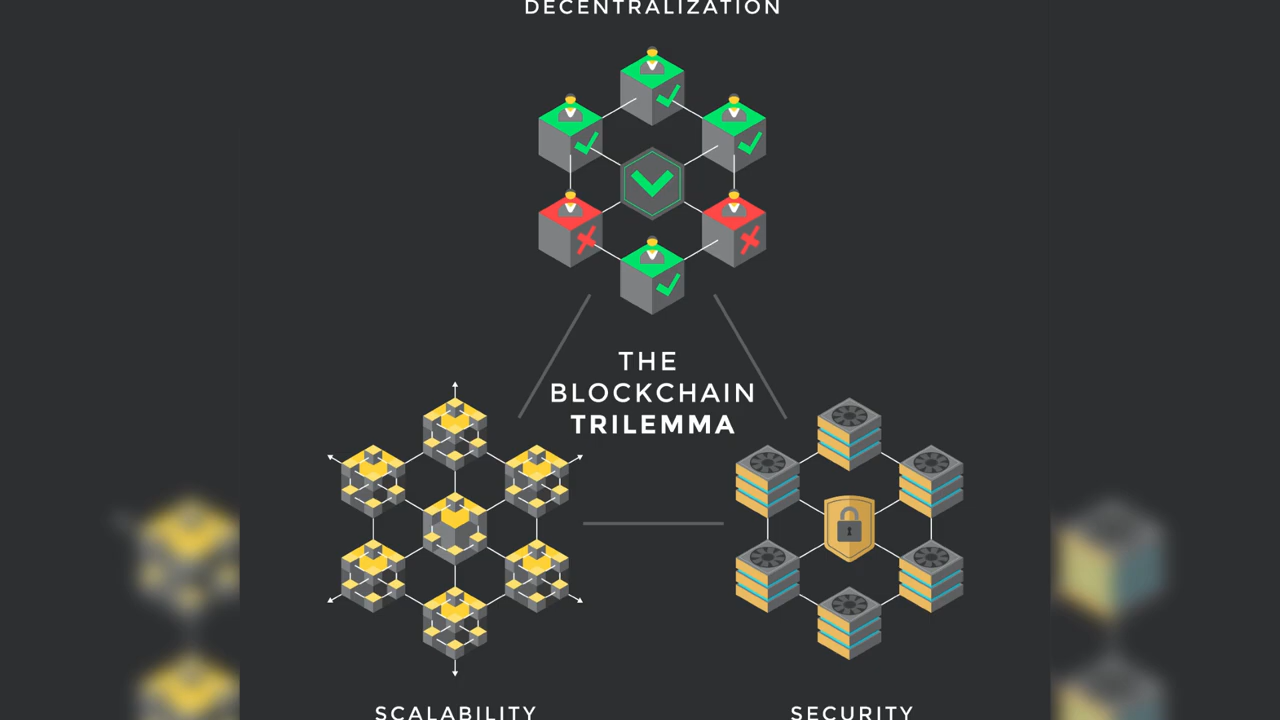 DECENTRALIZATION
THE
BLOCKCHAIN
TRILEMMA
SCALABILITY
SECURITY